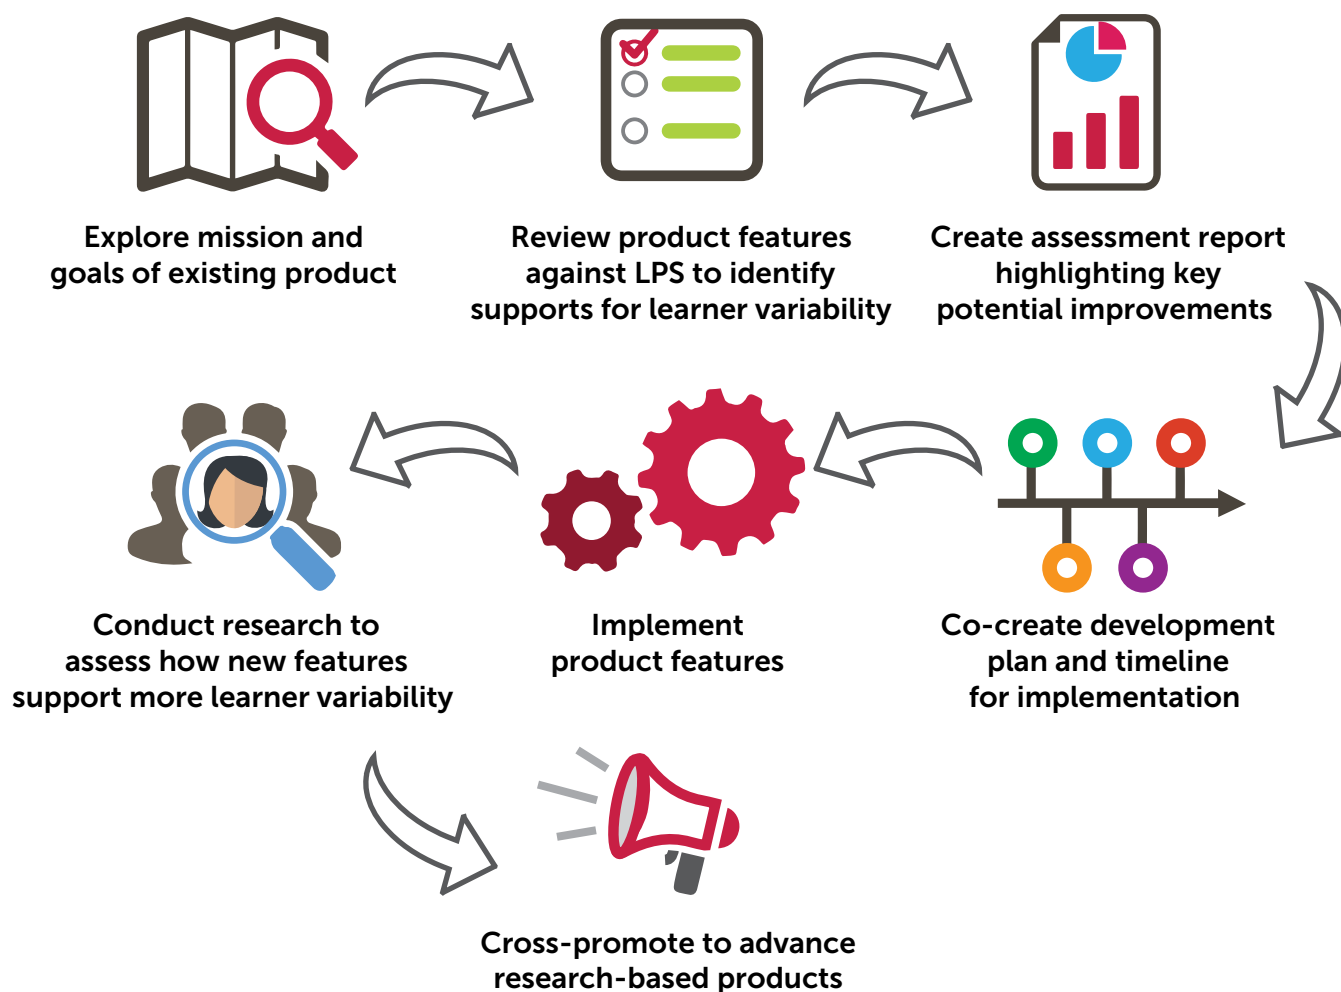 Explore mission and
goals of existing product
Review product features
against LPS to identify
supports for learner variability
Create assessment report
highlighting key
potential improvements
Co-create development
plan and timeline
for implementation
Implement
product features
Conduct research to
assess how new features
support more learner variability
Cross-promote to advance
research-based products